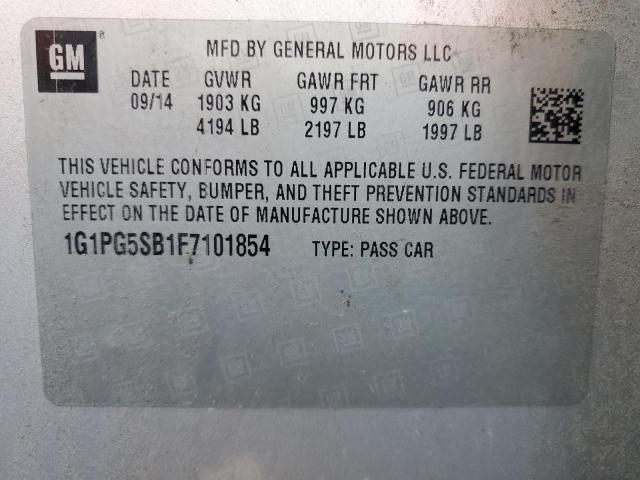 GM
®
MFD BY GENERAL MOTORS LLC
DATE GVWR GAWR FRT GAWR RR
09/14 1903 KG 997 KG 906 KG
4194 LB 2197 LB 1997 LB
THIS VEHICLE CONFORMS TO ALL APPLICABLE U.S. FEDERAL MOTOR
VEHICLE SAFETY, BUMPER, AND THEFT PREVENTION STANDARDS IN
EFFECT ON THE DATE OF MANUFACTURE SHOWN ABOVE.
1G1PG5SB1F7101854 TYPE: PASS CAR